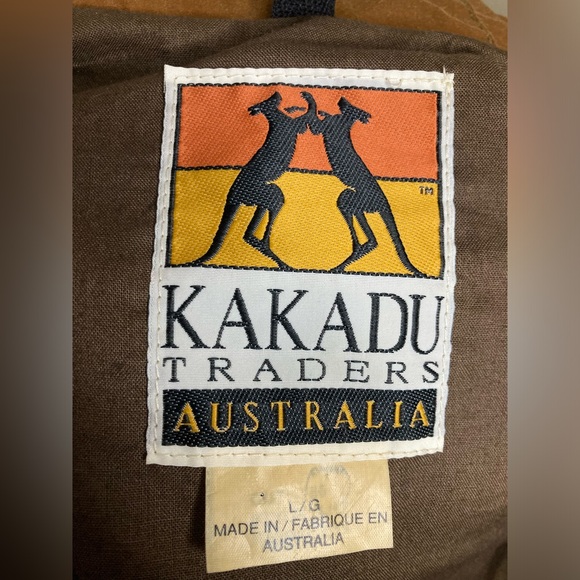 TM
KAKADU
TRADERS
AUSTRALIA
L/G
MADE IN / FABRIQUE EN
AUSTRALIA